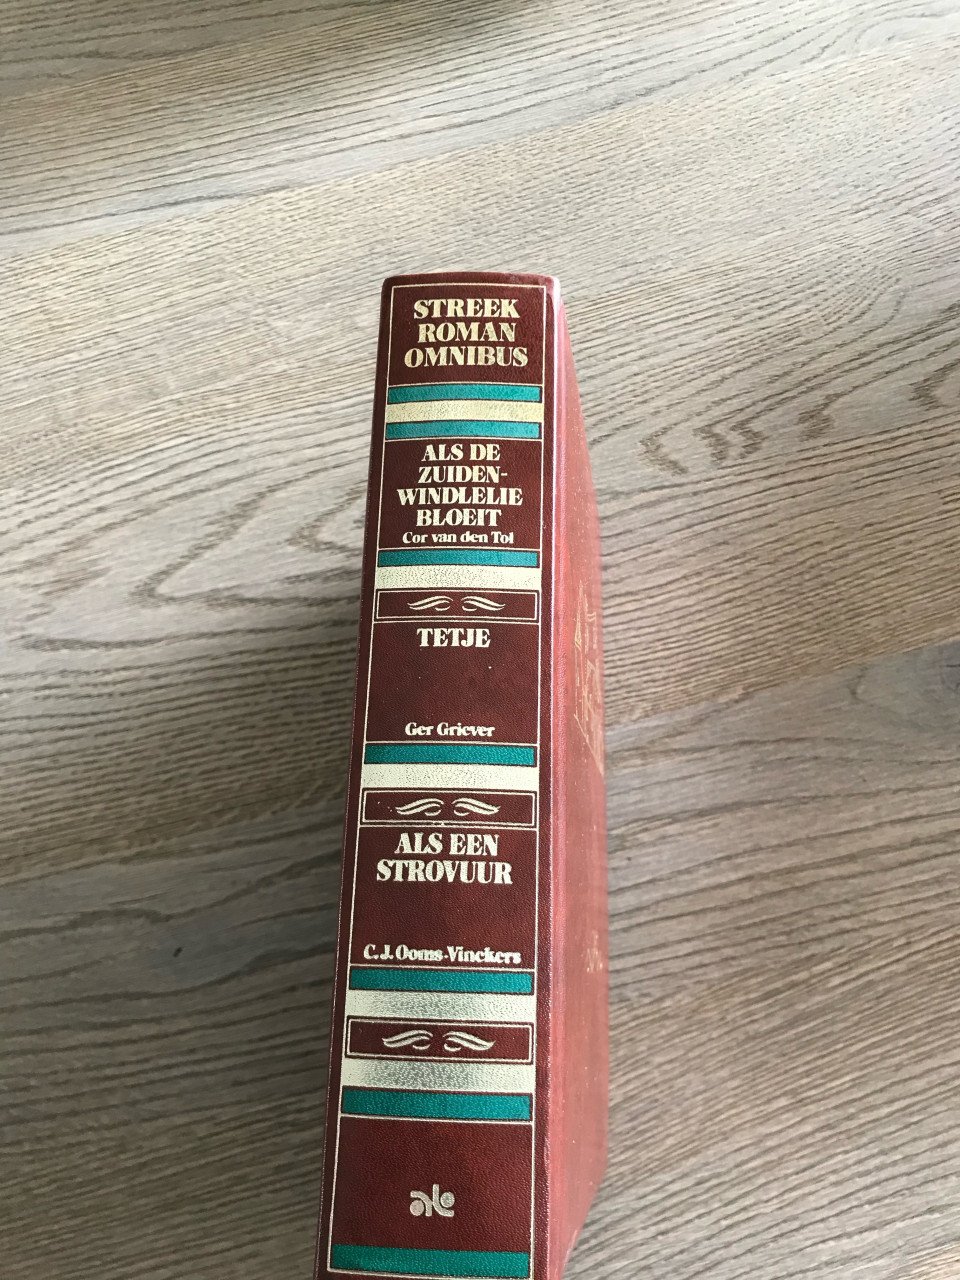 STREEK
ROMAN
OMNIBUS
ALS DE
ZUIDEN-
WINDLELIE
BLOEIT
Cor van den Tol
TETJE
Ger Griever
ALS EEN
STROVUUR
C.J. Ooms-Vinckers